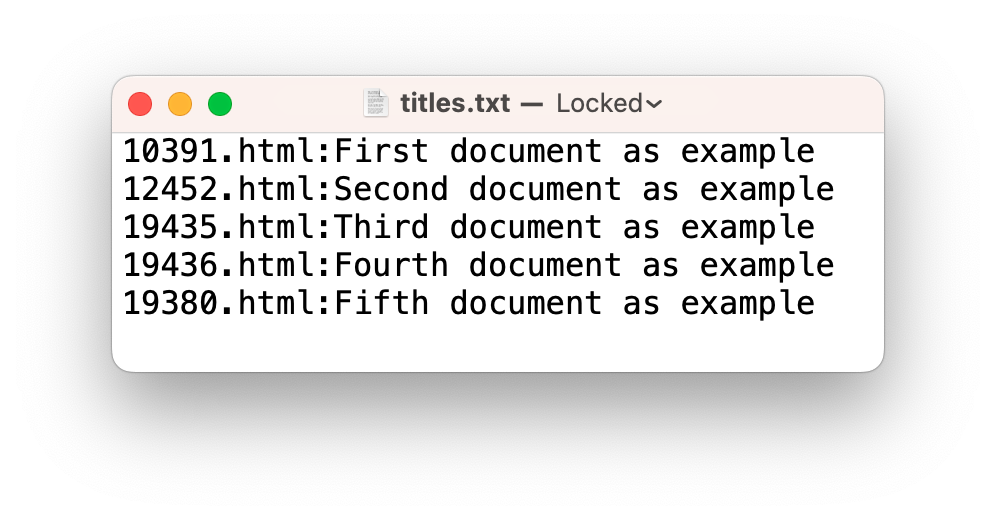 titles.txt — Locked
10391.html:First document as example
12452.html:Second document as example
19435.html:Third document as example
19436.html:Fourth document as example
19380.html:Fifth document as example